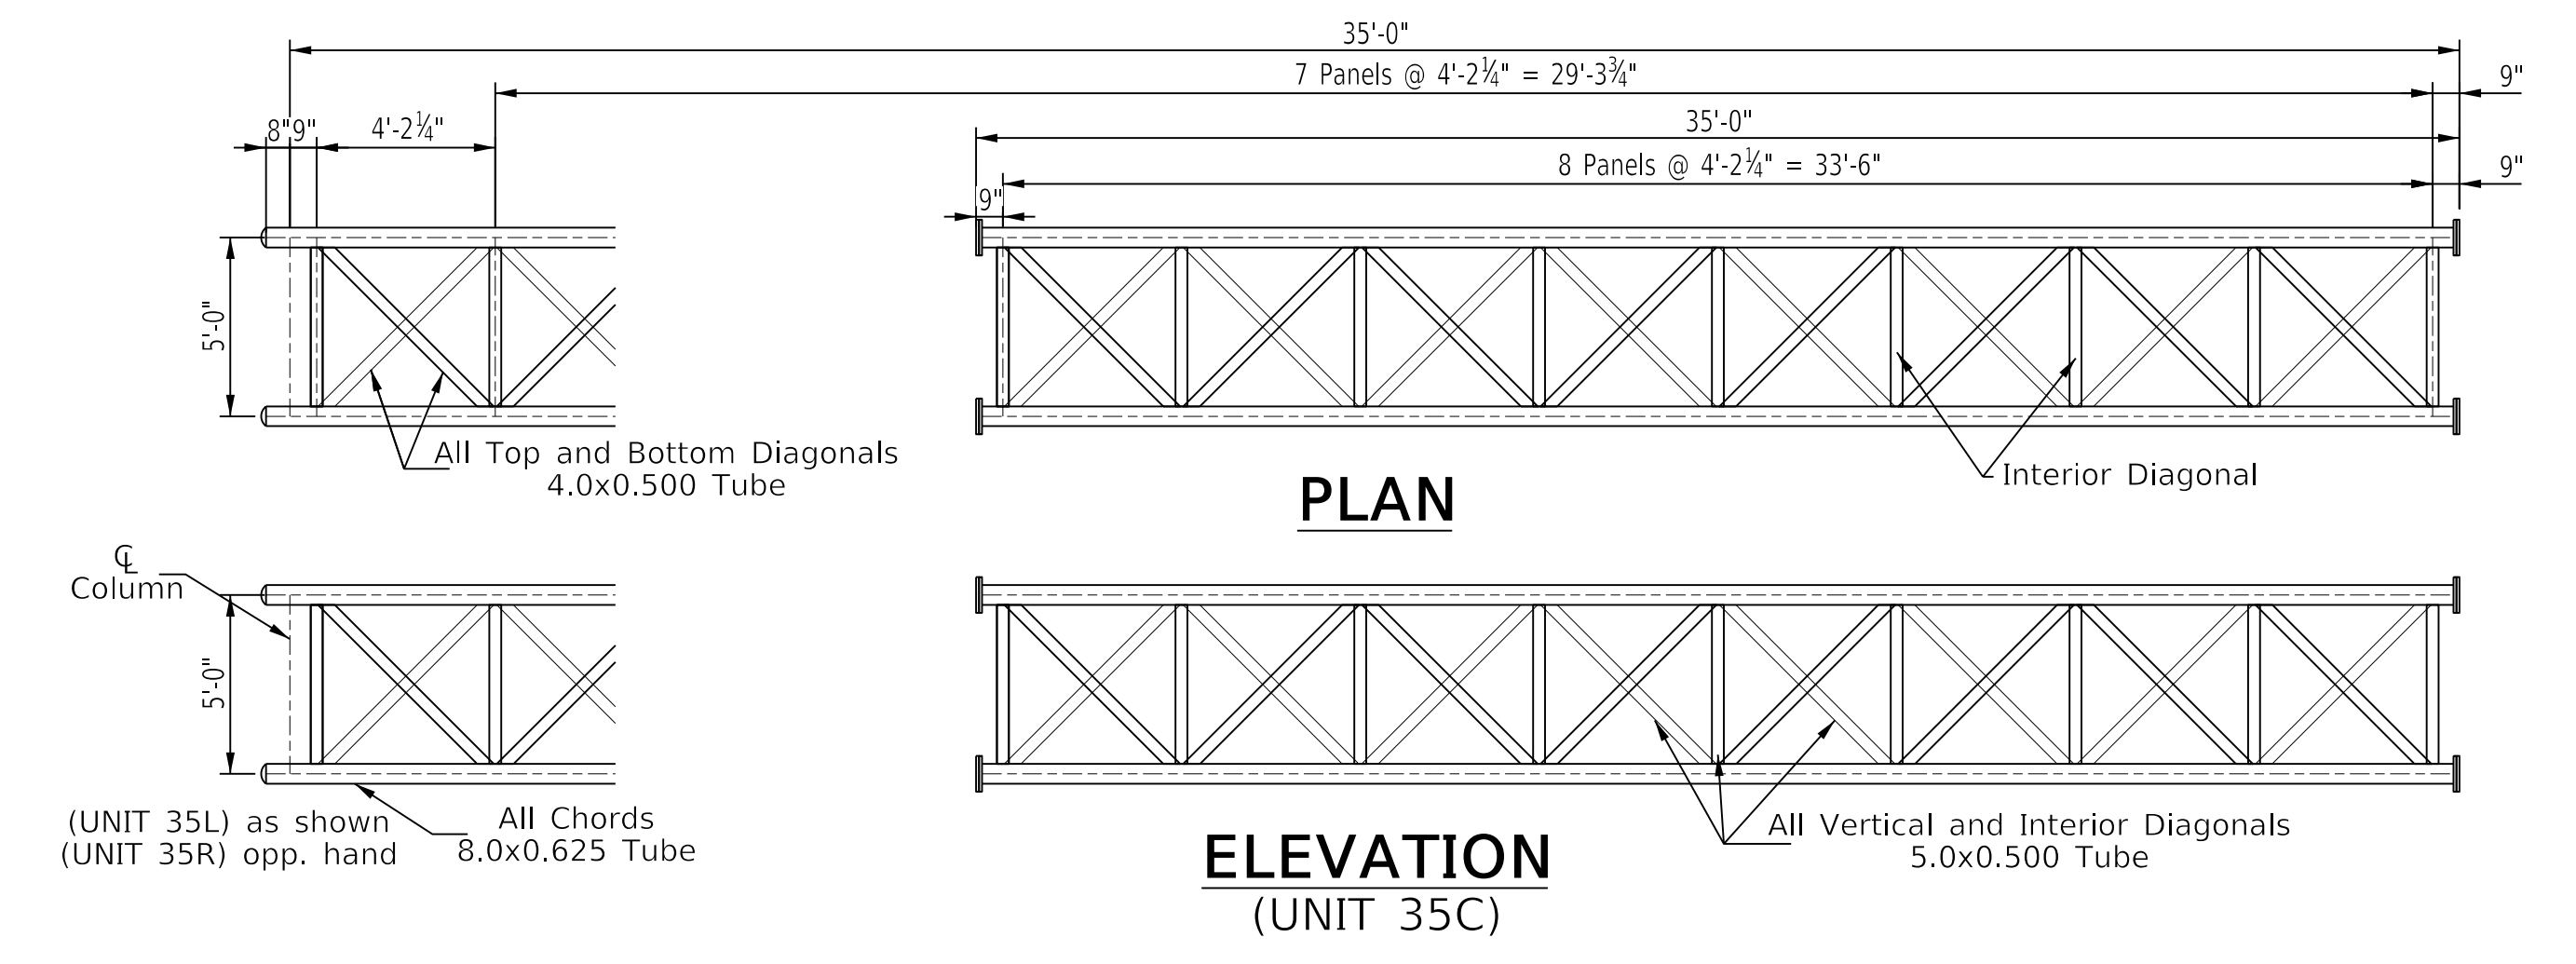 35'-0"
7 Panels @ 4'-2¼" = 29'-3¾"
9"
8"
9"
4'-2¼"
35'-0"
8 Panels @ 4'-2¼" = 33'-6"
9"
9"
5'-0"
All Top and Bottom Diagonals
4.0x0.500 Tube
PLAN
Interior Diagonal
℄
Column
5'-0"
(UNIT 35L) as shown
(UNIT 35R) opp. hand
All Chords
8.0x0.625 Tube
ELEVATION
(UNIT 35C)
All Vertical and Interior Diagonals
5.0x0.500 Tube